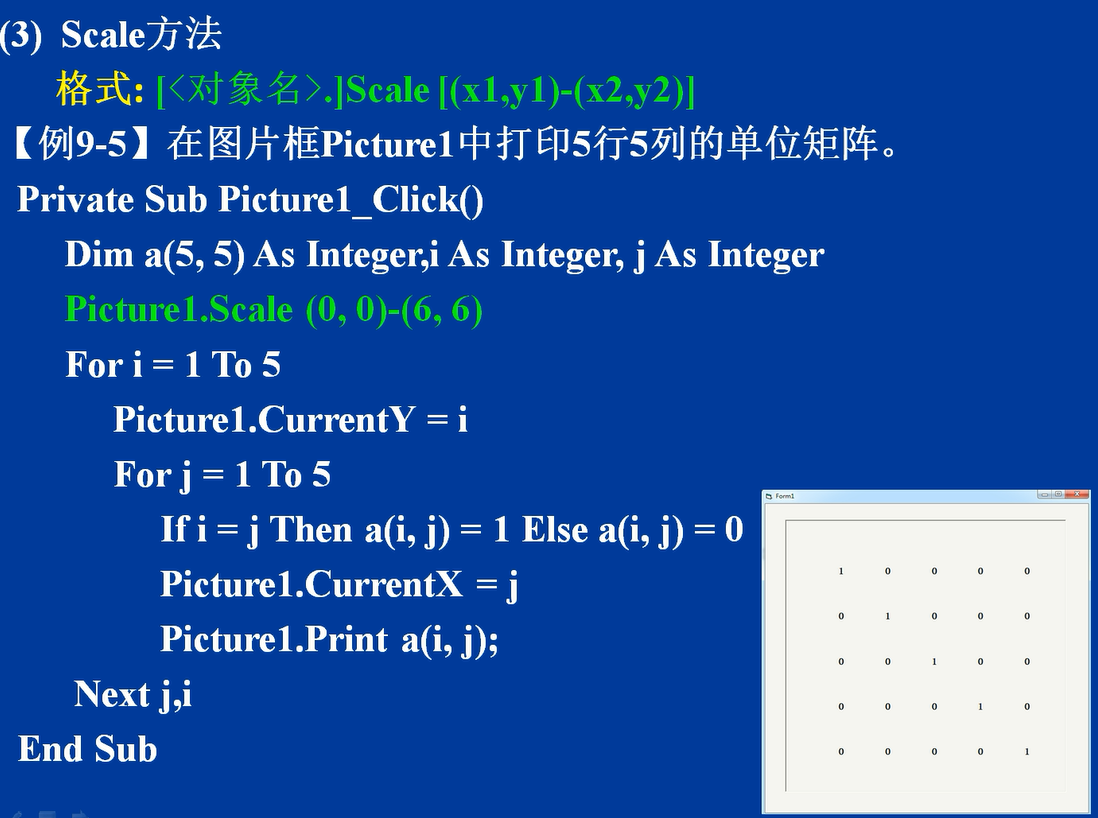 (3) Scale方法
格式: [<对象名>.]Scale [(x1,y1)-(x2,y2)]
【例9-5】在图片框Picture1中打印5行5列的单位矩阵。
Private Sub Picture1_Click()
Dim a(5, 5) As Integer,i As Integer, j As Integer
Picture1.Scale (0, 0)-(6, 6)
For i = 1 To 5
Picture1.CurrentY = i
For j = 1 To 5
If i = j Then a(i, j) = 1 Else a(i, j) = 0
Picture1.CurrentX = j
Picture1.Print a(i, j);
Next j,i
End Sub
Form1
1 0 0 0 0
0 1 0 0 0
0 0 1 0 0
0 0 0 1 0
0 0 0 0 1